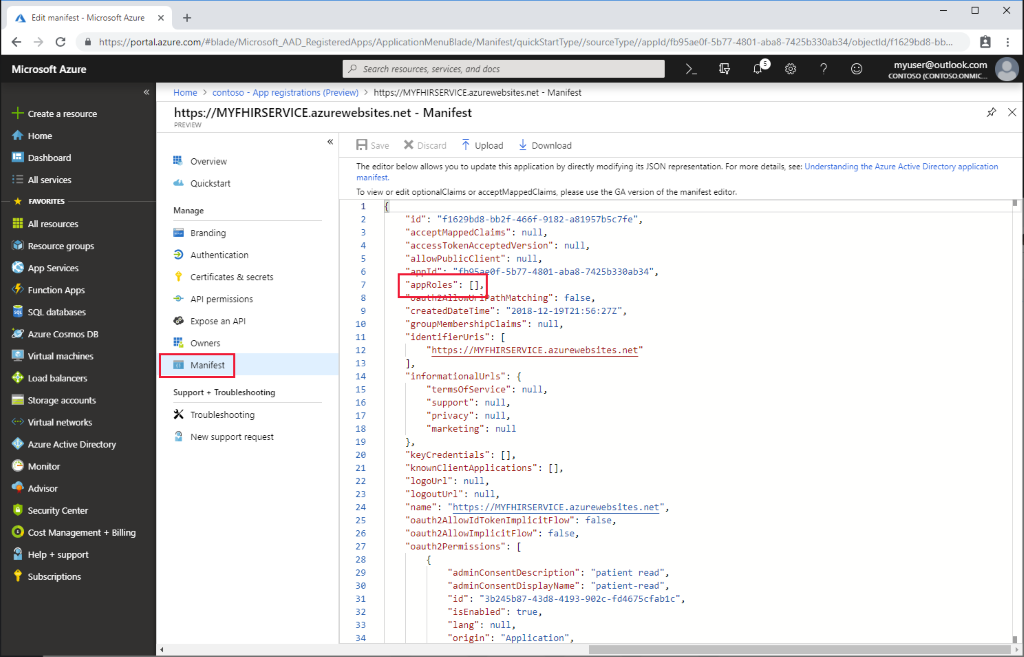 Edit manifest - Microsoft Azure
https://portal.azure.com/#blade/Microsoft_AAD_RegisteredApps/ApplicationMenuBlade/Manifest/quickStartType//sourceType//appId/fb95ae0f-5b77-4801-aba8-7425b330ab34/objectId/f1629bd8-bb...
Microsoft Azure
Search resources, services, and docs
5
myuser@outlook.com
CONTOSO (CONTOSO.ONMIC...
Create a resource
Home
Dashboard
All services
FAVORITES
All resources
Resource groups
App Services
Function Apps
SQL databases
Azure Cosmos DB
Virtual machines
Load balancers
Storage accounts
Virtual networks
Azure Active Directory
Monitor
Advisor
Security Center
Cost Management + Billing
Help + support
Subscriptions
Home > contoso - App registrations (Preview) > https://MYFHIRSERVICE.azurewebsites.net - Manifest
https://MYFHIRSERVICE.azurewebsites.net - Manifest
PREVIEW
Overview
Quickstart
Manage
Branding
Authentication
Certificates & secrets
API permissions
Expose an API
Owners
Manifest
Support + Troubleshooting
Troubleshooting
New support request
Save Discard Upload Download
The editor below allows you to update this application by directly modifying its JSON representation. For more details, see: Understanding the Azure Active Directory application
manifest.
To view or edit optionalClaims or acceptMappedClaims, please use the GA version of the manifest editor.
1 {
2 "id": "f1629bd8-bb2f-466f-9182-a81957b5c7fe",
3 "acceptMappedClaims": null,
4 "accessTokenAcceptedVersion": null,
5 "allowPublicClient": null,
6 "appId": "fb95ae0f-5b77-4801-aba8-7425b330ab34",
7 "appRoles": [],
8 "oauth2AllowUrlPathMatching": false,
9 "createdDateTime": "2018-12-19T21:56:27Z",
10 "groupMembershipClaims": null,
11 "identifierUris": [
12 "https://MYFHIRSERVICE.azurewebsites.net"
13 ],
14 "informationalUrls": {
15 "termsOfService": null,
16 "support": null,
17 "privacy": null,
18 "marketing": null
19 },
20 "keyCredentials": [],
21 "knownClientApplications": [],
22 "logoUrl": null,
23 "logoutUrl": null,
24 "name": "https://MYFHIRSERVICE.azurewebsites.net",
25 "oauth2AllowIdTokenImplicitFlow": false,
26 "oauth2AllowImplicitFlow": false,
27 "oauth2Permissions": [
28 {
29 "adminConsentDescription": "patient read",
30 "adminConsentDisplayName": "patient-read",
31 "id": "3b245b87-43d8-4193-902c-fd4675cfab1c",
32 "isEnabled": true,
33 "lang": null,
34 "origin": "Application",